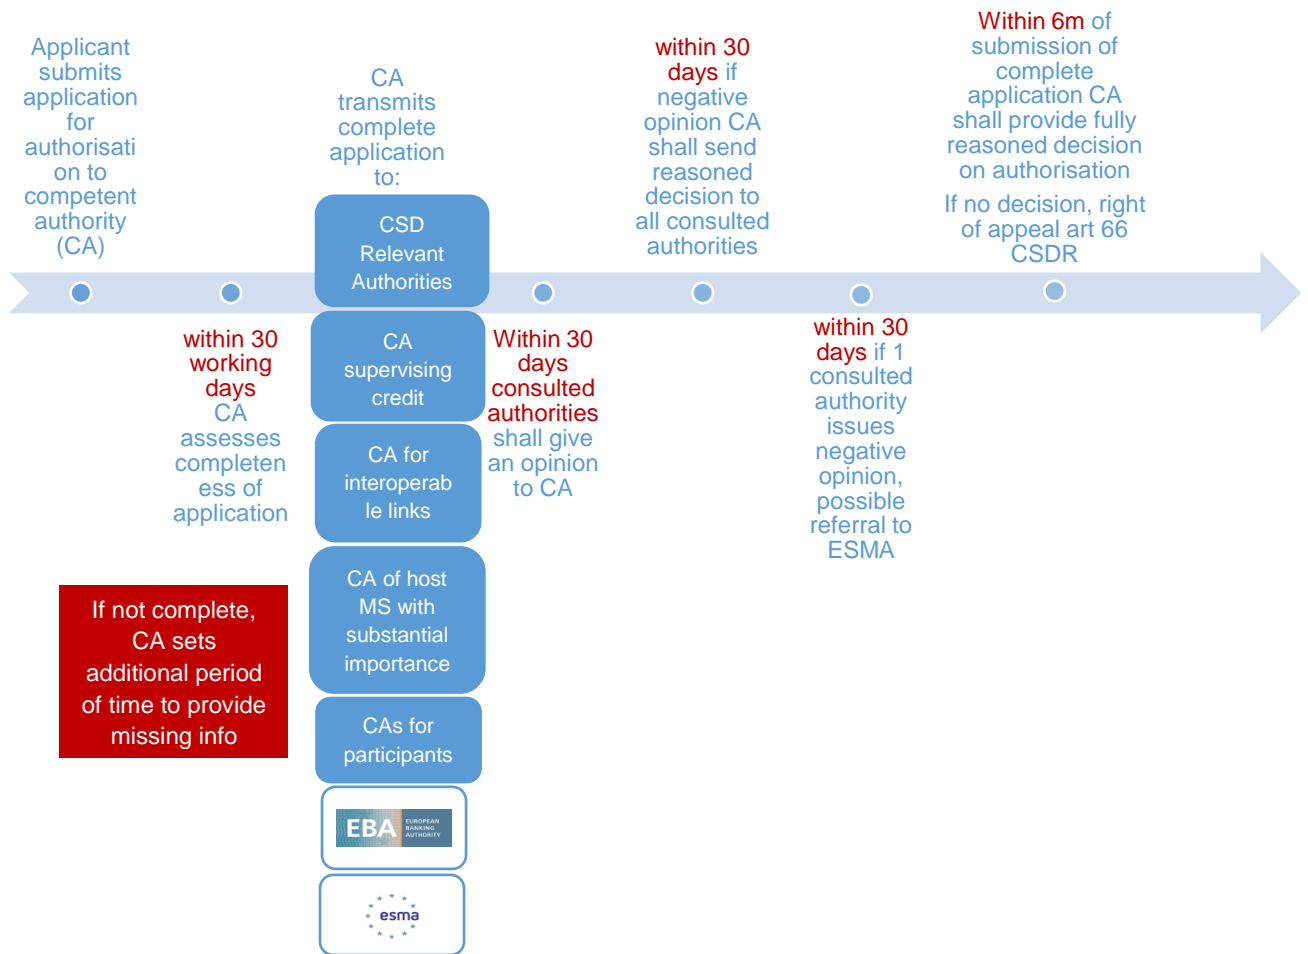 Applicant
submits
application
for
authorisati
on to
competent
authority
(CA)
within 30
working
days
CA
assesses
completen
ess of
application
If not complete,
CA sets
additional period
of time to provide
missing info
CA
transmits
complete
application
to:
CSD
Relevant
Authorities
CA
supervising
credit
CA for
interoperab
le links
CA of host
MS with
substantial
importance
CAs for
participants
EBA
EUROPEAN
BANKING
AUTHORITY
esma
Within 30
days
consulted
authorities
shall give
an opinion
to CA
within 30
days if
negative
opinion CA
shall send
reasoned
decision to
all consulted
authorities
within 30
days if 1
consulted
authority
issues
negative
opinion,
possible
referral to
ESMA
Within 6m of
submission of
complete
application CA
shall provide fully
reasoned decision
on authorisation
If no decision, right
of appeal art 66
CSDR